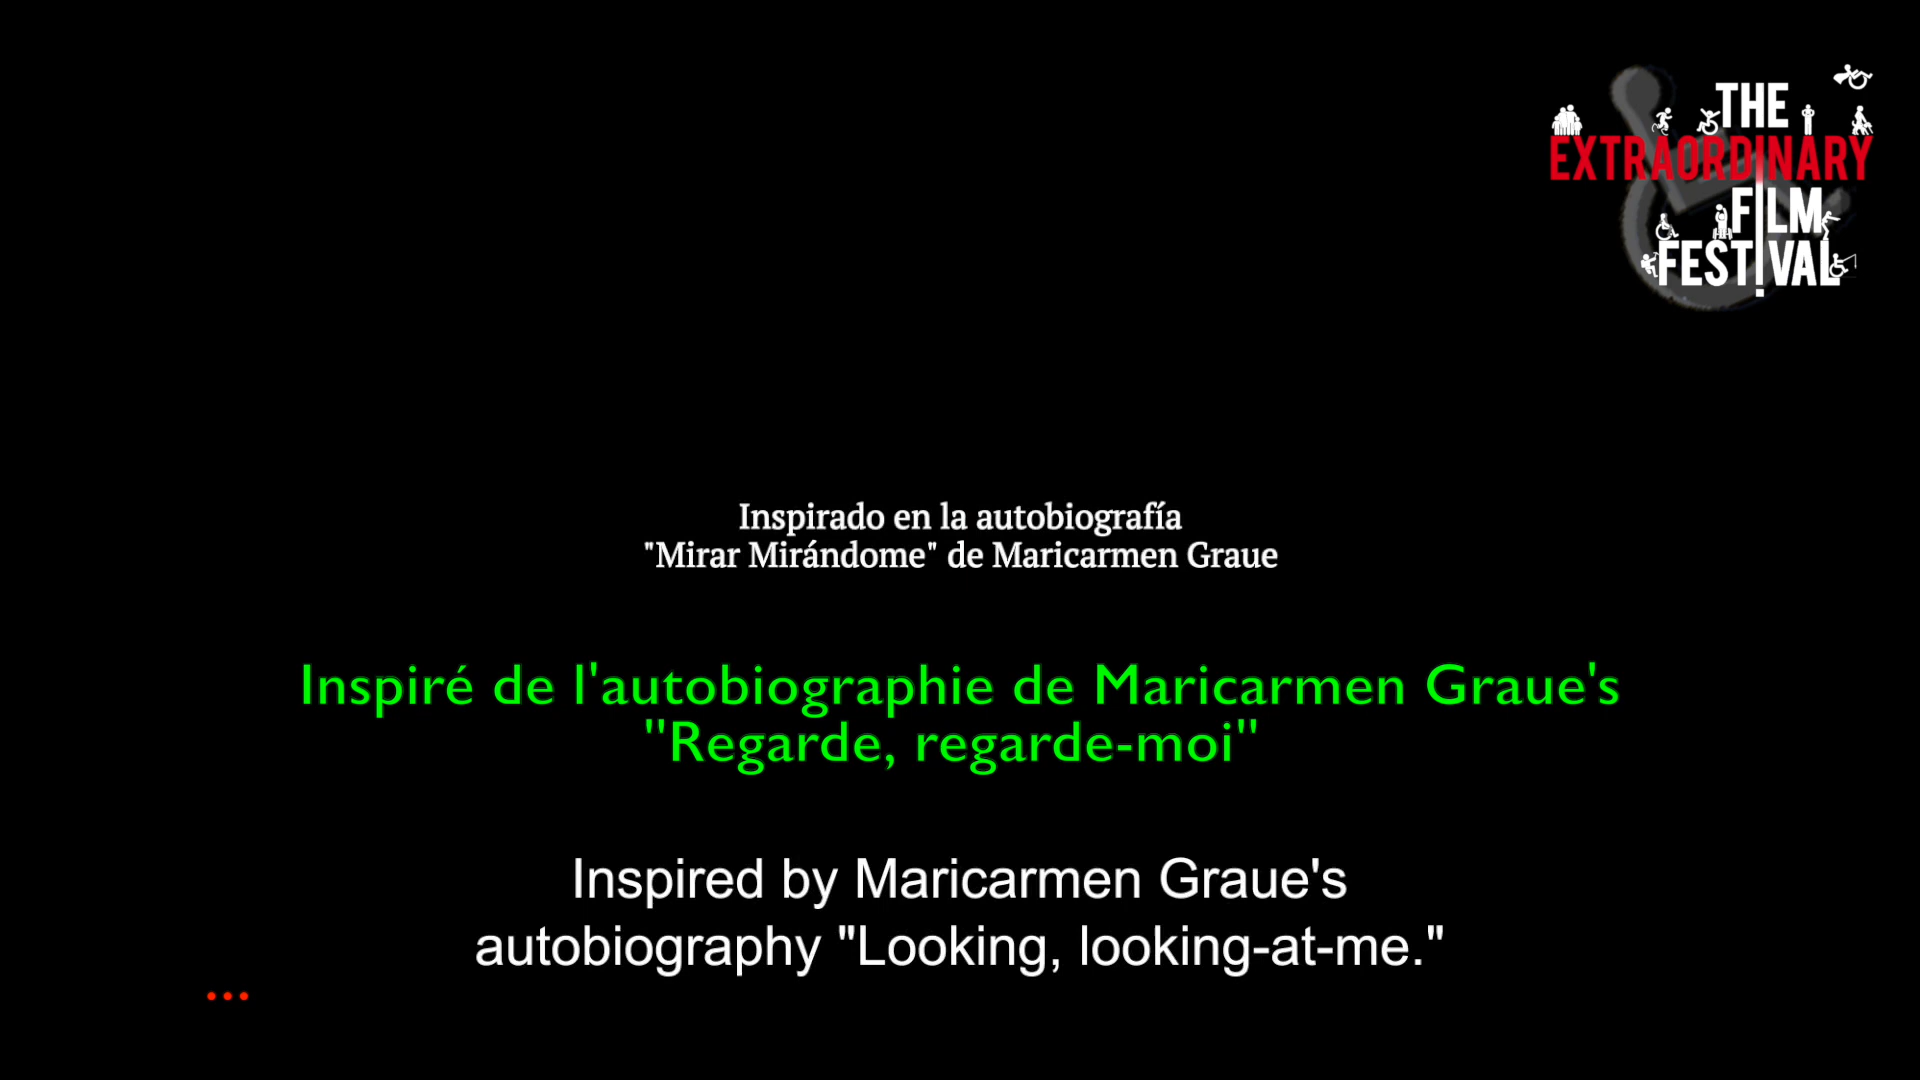 THE
EXTRAORDINARY
FILM
FESTIVAL
Inspirado en la autobiografía
"Mirar Mirándome" de Maricarmen Graue
Inspiré de l'autobiographie de Maricarmen Graue's
"Regarde, regarde-moi"
Inspired by Maricarmen Graue's
autobiography "Looking, looking-at-me."
...